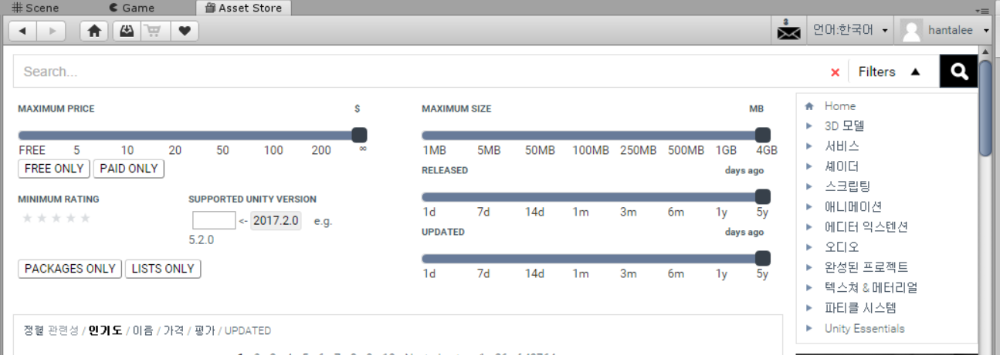 Scene Game Asset Store
3 언어:한국어 hantalee
Search... Filters
MAXIMUM PRICE $
FREE 5 10 20 50 100 200 ∞
FREE ONLY PAID ONLY
MINIMUM RATING SUPPORTED UNITY VERSION
<- 2017.2.0 e.g.
5.2.0
PACKAGES ONLY LISTS ONLY
MAXIMUM SIZE MB
1MB 5MB 50MB 100MB 250MB 500MB 1GB 4GB
RELEASED days ago
1d 7d 14d 1m 3m 6m 1y 5y
UPDATED days ago
1d 7d 14d 1m 3m 6m 1y 5y
Home
3D 모델
서비스
셰이더
스크립팅
애니메이션
에디터 익스텐션
오디오
완성된 프로젝트
텍스쳐 & 메터리얼
파티클 시스템
Unity Essentials
정렬 관련성 / 인기도 / 이름 / 가격 / 평가 / UPDATED